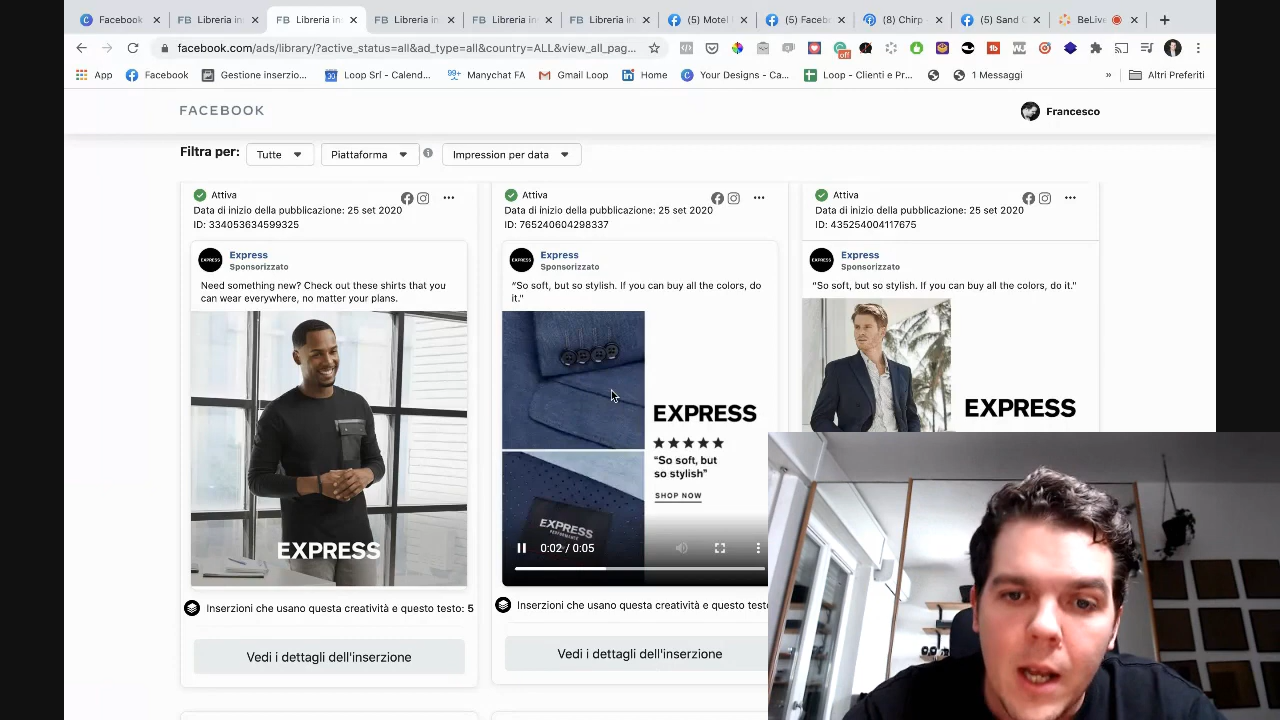 Facebook
Libreria in
Libreria in
Libreria in
Libreria in
Libreria in
(5) Motel
(5) Faceb
(8) Chirp
(5) Sand
BeLive
facebook.com/ads/library/?active_status=all&ad_type=all&country=ALL&view_all_pag...
off
App
Facebook
Gestione inserzio...
Loop Srl - Calend...
99+
Manychat FA
Gmail Loop
Home
Your Designs - Ca...
Loop - Clienti e Pr...
1 Messaggi
»
Altri Preferiti
FACEBOOK
Francesco
Filtra per:
Tutte
Piattaforma
Impression per data
Attiva
Data di inizio della pubblicazione: 25 set 2020
ID: 334053634599325
EXPRESS
Express
Sponsorizzato
Need something new? Check out these shirts that you
can wear everywhere, no matter your plans.
EXPRESS
Inserzioni che usano questa creatività e questo testo: 5
Vedi i dettagli dell'inserzione
Attiva
Data di inizio della pubblicazione: 25 set 2020
ID: 765240604298337
EXPRESS
Express
Sponsorizzato
"So soft, but so stylish. If you can buy all the colors, do
it."
EXPRESS
★★★★★
"So soft, but
so stylish"
SHOP NOW
EXPRESS
PERFORMANCE
0:02 / 0:05
Inserzioni che usano questa creatività e questo testo
Vedi i dettagli dell'inserzione
Attiva
Data di inizio della pubblicazione: 25 set 2020
ID: 435254004117675
EXPRESS
Express
Sponsorizzato
"So soft, but so stylish. If you can buy all the colors, do it."
EXPRESS